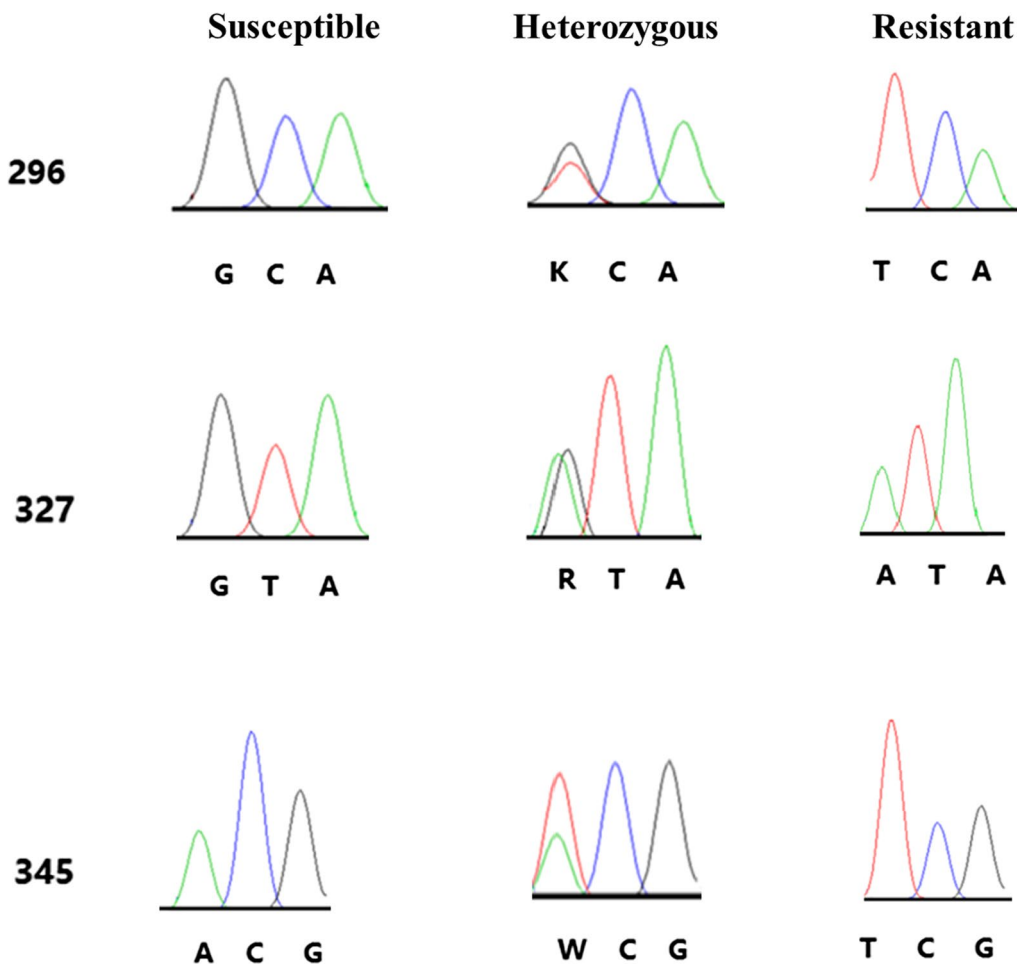 Susceptible Heterozygous Resistant
296
G C A K C A T C A
327
G T A R T A A T A
345
A C G W C G T C G